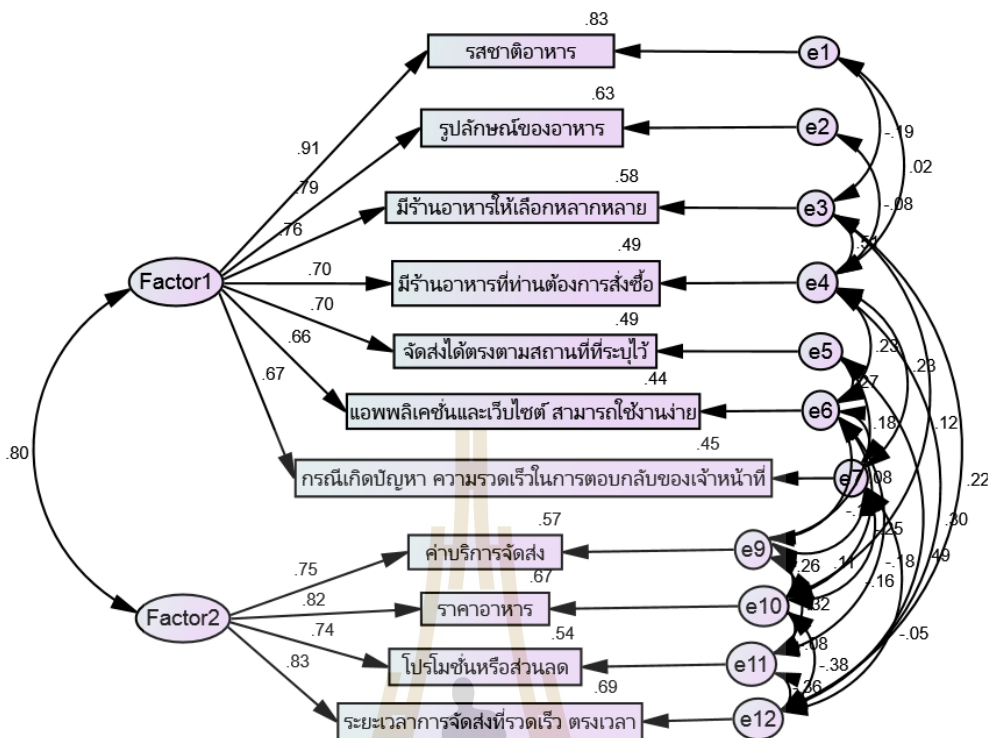 .83
รสชาติอาหาร
e1
.63
รูปลักษณ์ของอาหาร
e2
-.19
.02
.91
.79
.58
มีร้านอาหารให้เลือกหลากหลาย
e3
-.08
.76
.51
.49
Factor1
.70
มีร้านอาหารที่ท่านต้องการสั่งซื้อ
e4
.70
.49
จัดส่งได้ตรงตามสถานที่ที่ระบุไว้
e5
.23
.23
.66
.44
.27
แอพพลิเคชั่นและเว็บไซต์ สามารถใช้งานง่าย
e6
.67
.18
.12
.45
.80
กรณีเกิดปัญหา ความรวดเร็วในการตอบกลับของเจ้าหน้าที่
e7
.08
.22
.57
.25
.30
ค่าบริการจัดส่ง
e9
.75
.26
.11
-.18
.49
.67
-.16
.82
ราคาอาหาร
e10
.32
Factor2
.74
.54
.08
-.05
.83
โปรโมชั่นหรือส่วนลด
e11
-.38
.69
.36
ระยะเวลาการจัดส่งที่รวดเร็ว ตรงเวลา
e12